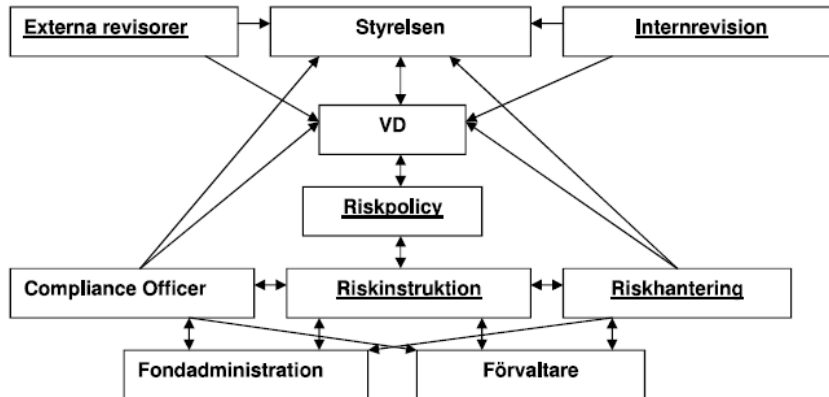 Externa revisorer
Styrelsen
Internrevision
VD
Riskpolicy
Compliance Officer
Riskinstruktion
Riskhantering
Fondadministration
Förvaltare